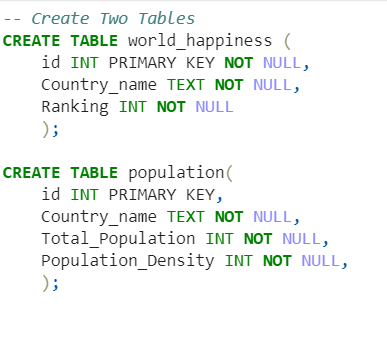 -- Create Two Tables
CREATE TABLE world_happiness (
    id INT PRIMARY KEY NOT NULL,
    Country_name TEXT NOT NULL,
    Ranking INT NOT NULL
    );

CREATE TABLE population(
    id INT PRIMARY KEY,
    Country_name TEXT NOT NULL,
    Total_Population INT NOT NULL,
    Population_Density INT NOT NULL,
    );